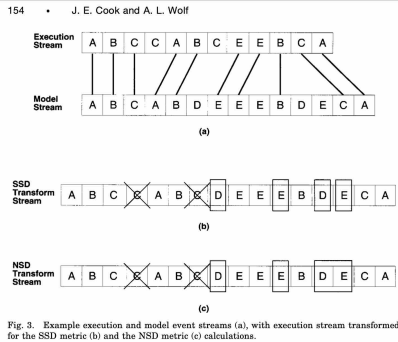 154 • J. E. Cook and A. L. Wolf
Execution Stream A B C C A B C E E B C A
Model Stream A B C A B D E E E B D E C A
(a)
SSD Transform Stream A B C C A B C D E E E B D E C A
(b)
NSD Transform Stream A B C C A B C D E E E B D E C A
(c)
Fig. 3. Example execution and model event streams (a), with execution stream transformed
for the SSD metric (b) and the NSD metric (c) calculations.